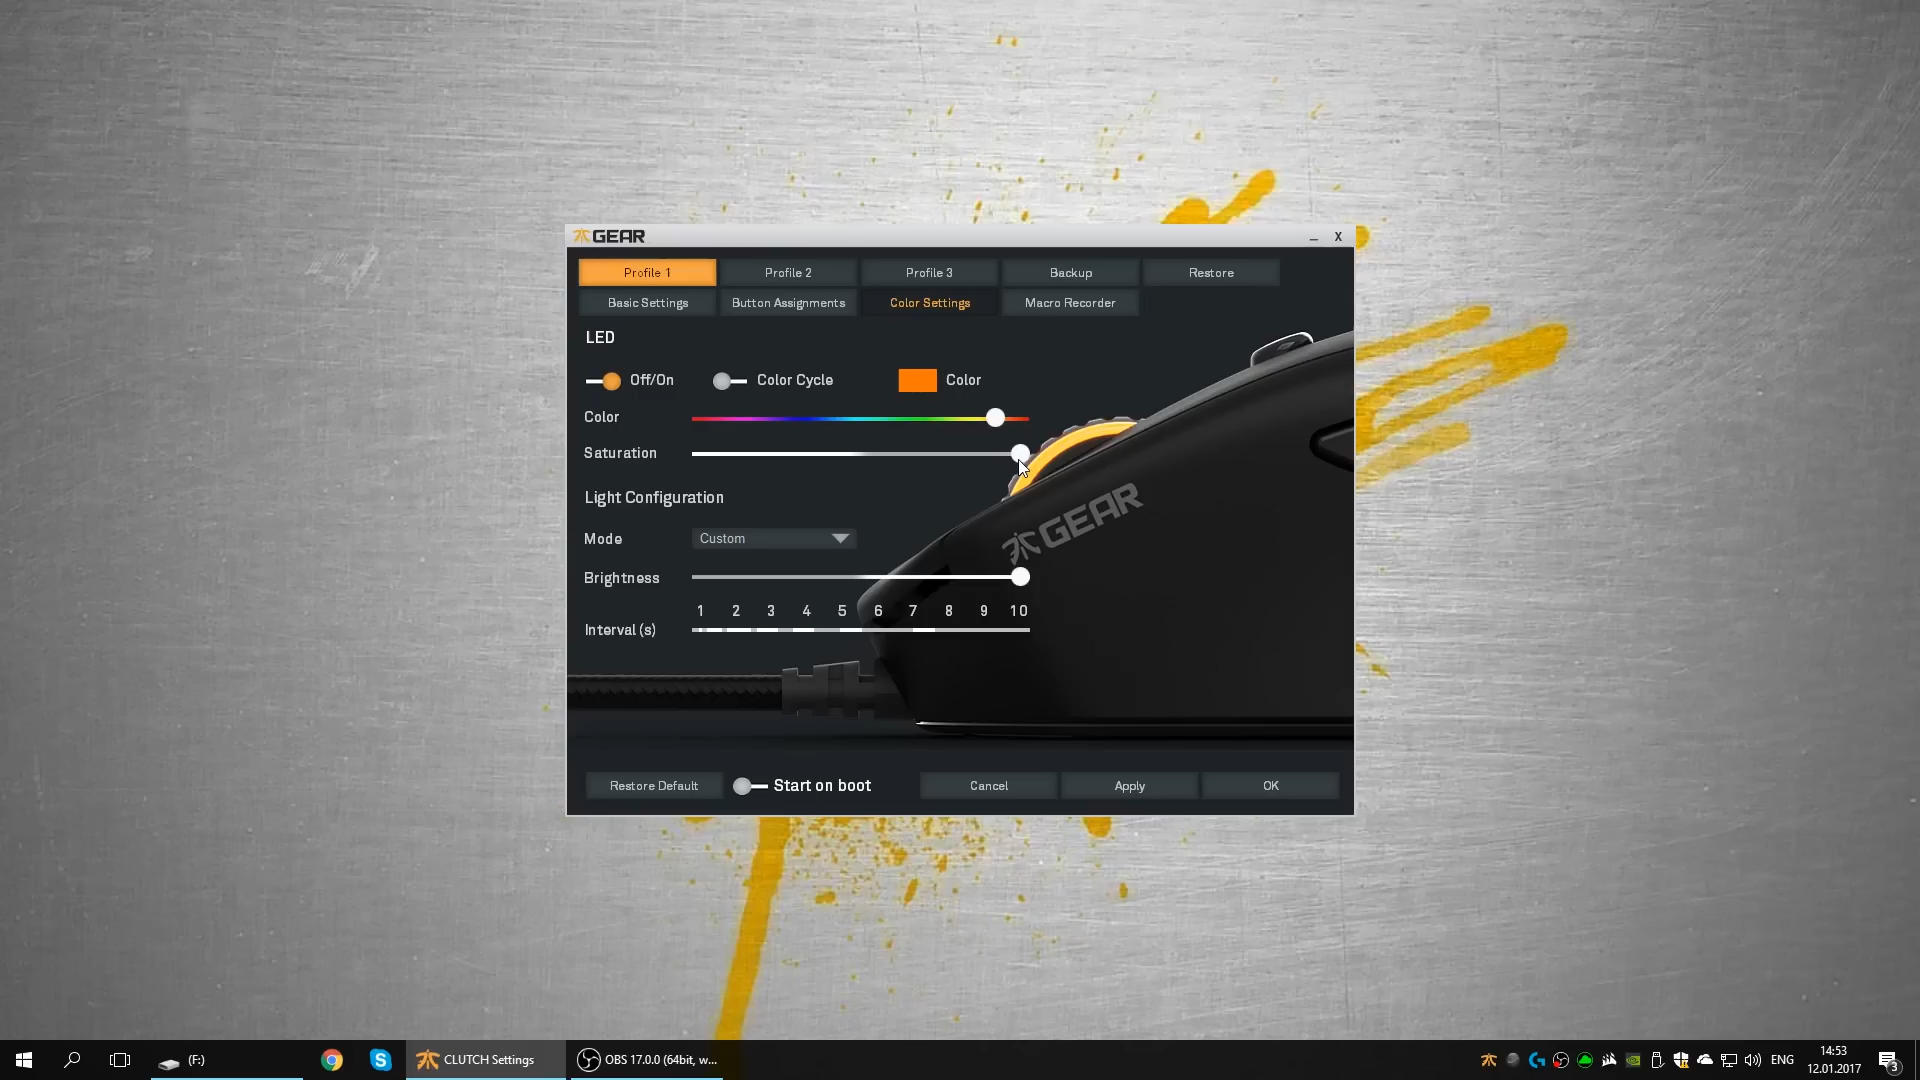 GEAR
X
Profile 1
Profile 2
Profile 3
Backup
Restore
Basic Settings
Button Assignments
Color Settings
Macro Recorder
LED
Off/On
Color Cycle
Color
Color
Saturation
GEAR
Light Configuration
Mode
Custom
Brightness
1 2 3 4 5 6 7 8 9 10
Interval (s)
Restore Default
Start on boot
Cancel
Apply
OK
(F:)
CLUTCH Settings
OBS 17.0.0 (64bit, w...
ENG
14:53
12.01.2017
3